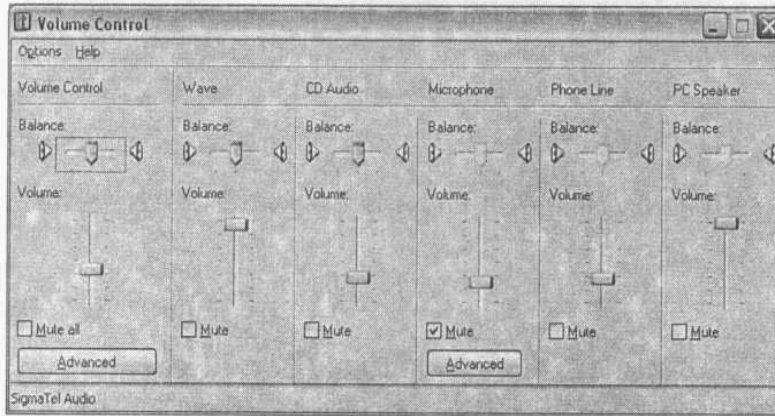 Volume Control
Options Help
Volume Control Wave CD Audio Microphone Phone Line PC Speaker
Balance: Balance: Balance: Balance: Balance: Balance:
Volume: Volume: Volume: Volume: Volume: Volume:
Mute all Mute Mute Mute Mute Mute
Advanced Advanced
SigmaTel Audio